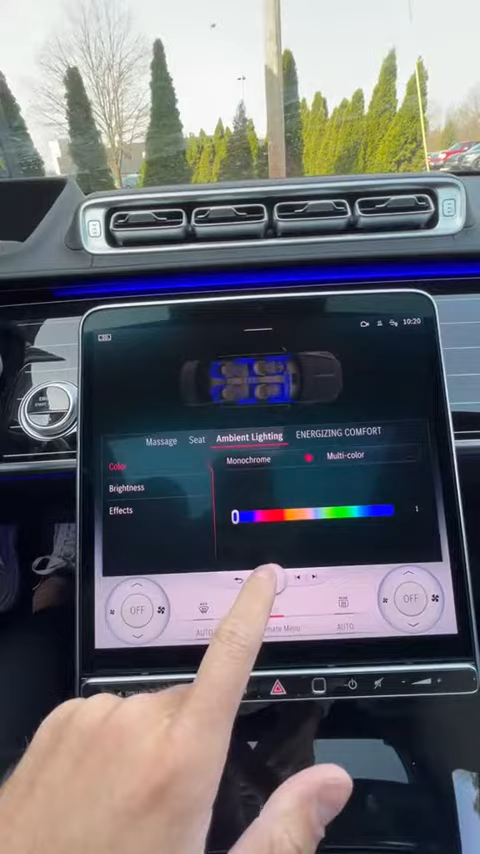 10:20
Massage Seat Ambient Lighting ENERGIZING COMFORT
Color
Monochrome
Multi-color
Brightness
Effects
1
OFF
OFF
AUTO
Menu
AUTO